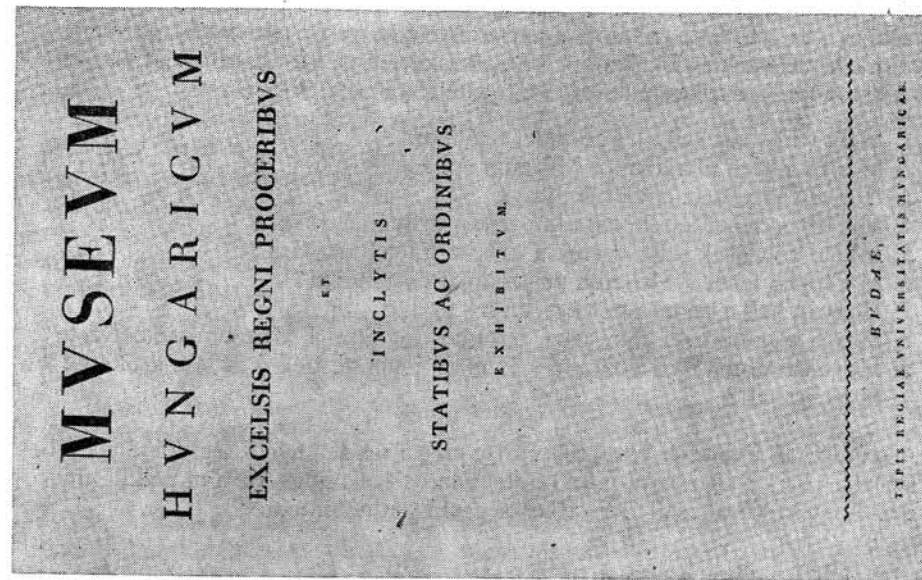 MVSEVM
HVNGARICVM
EXCELSIS REGNI PROCERIBVS
ET
INCLYTIS
STATIBVS AC ORDINIBVS
EXHIBITVM.
BVDAE,
TYPIS REGIAE VNIVERSITATIS HVNGARICAE